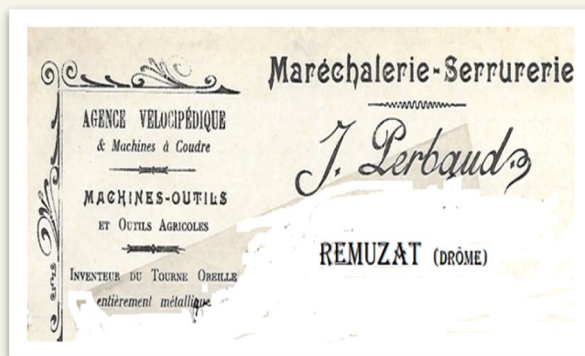 Maréchalerie-Serrurerie
J. Perbaud
REMUZAT (DRÔME)
AGENCE VÉLOCIPÉDIQUE
& Machines à Coudre
MACHINES-OUTILS
ET OUTILS AGRICOLES
INVENTEUR DU TOURNE OREILLE
entièrement métallique